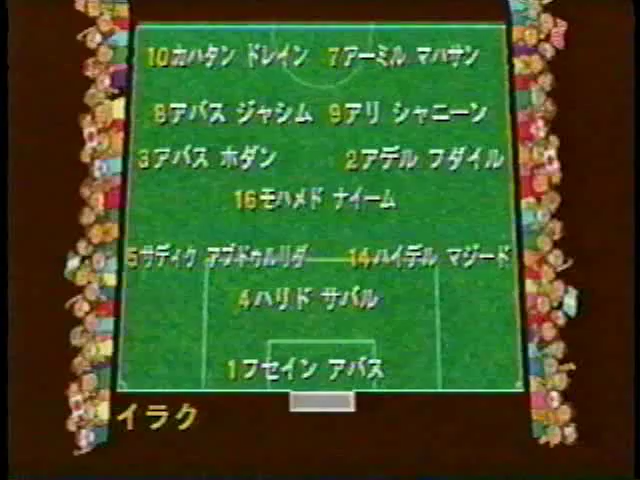 10カハタン ドレイン 7アーミル マハサン
8アバス ジャシム 9アリ シャニーン
3アバス ホダン 2アデル フダイル
16モハメド ナイーム
5サディク アブドゥルリダ 14ハイデル マジード
4ハリド サバル
1フセイン アバス
イラク